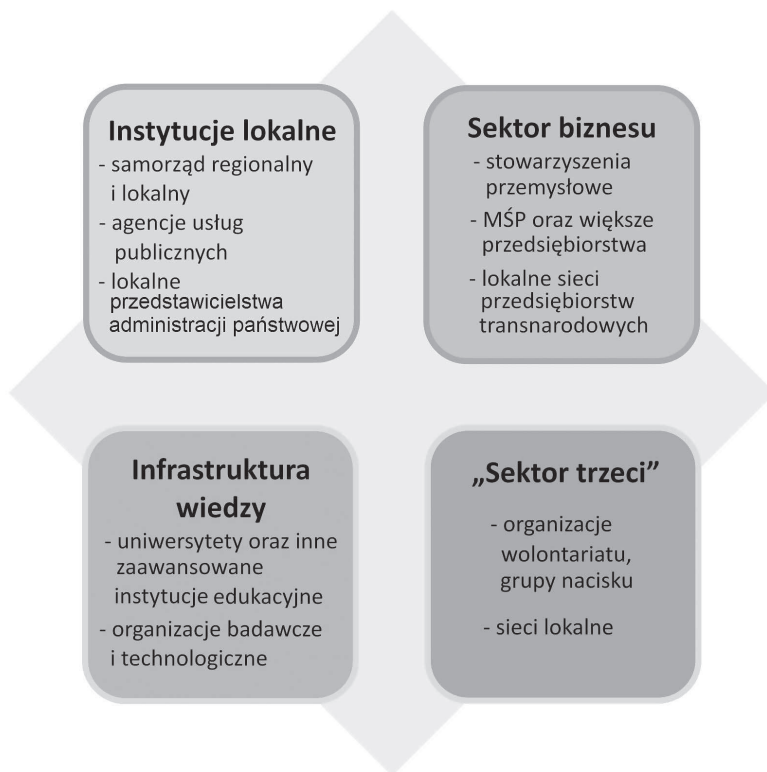 Instytucje lokalne
- samorząd regionalny
i lokalny
- agencje usług
publicznych
- lokalne
przedstawicielstwa
administracji państwowej
Sektor biznesu
- stowarzyszenia
przemysłowe
- MŚP oraz większe
przedsiębiorstwa
- lokalne sieci
przedsiębiorstw
transnarodowych
Infrastruktura
wiedzy
- uniwersytety oraz inne
zaawansowane
instytucje edukacyjne
- organizacje badawcze
i technologiczne
„Sektor trzeci”
- organizacje
wolontariatu,
grupy nacisku
- sieci lokalne